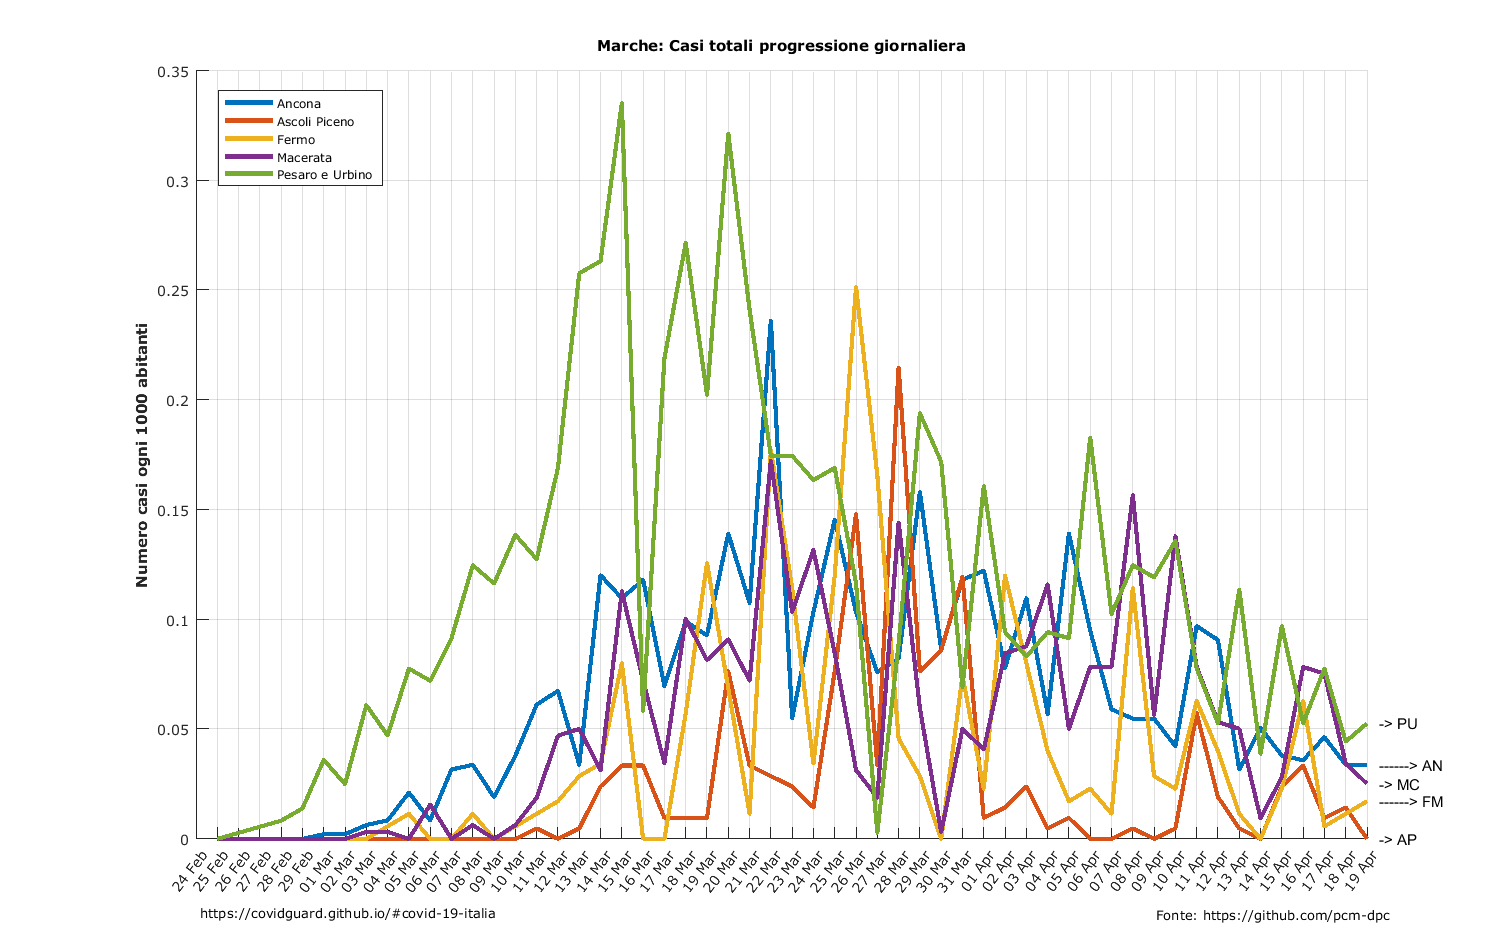 Marche: Casi totali progressione giornaliera
0.35
0.3
0.25
0.2
0.15
0.1
0.05
0
Numero casi ogni 1000 abitanti
Ancona
Ascoli Piceno
Fermo
Macerata
Pesaro e Urbino
-> PU
------> AN
-> MC
------> FM
-> AP
24 Feb
25 Feb
26 Feb
27 Feb
28 Feb
29 Feb
01 Mar
02 Mar
03 Mar
04 Mar
05 Mar
06 Mar
07 Mar
08 Mar
09 Mar
10 Mar
11 Mar
12 Mar
13 Mar
14 Mar
15 Mar
16 Mar
17 Mar
18 Mar
19 Mar
20 Mar
21 Mar
22 Mar
23 Mar
24 Mar
25 Mar
26 Mar
27 Mar
28 Mar
29 Mar
30 Mar
31 Mar
01 Apr
02 Apr
03 Apr
04 Apr
05 Apr
06 Apr
07 Apr
08 Apr
09 Apr
10 Apr
11 Apr
12 Apr
13 Apr
14 Apr
15 Apr
16 Apr
17 Apr
18 Apr
19 Apr
https://covidguard.github.io/#covid-19-italia
Fonte: https://github.com/pcm-dpc